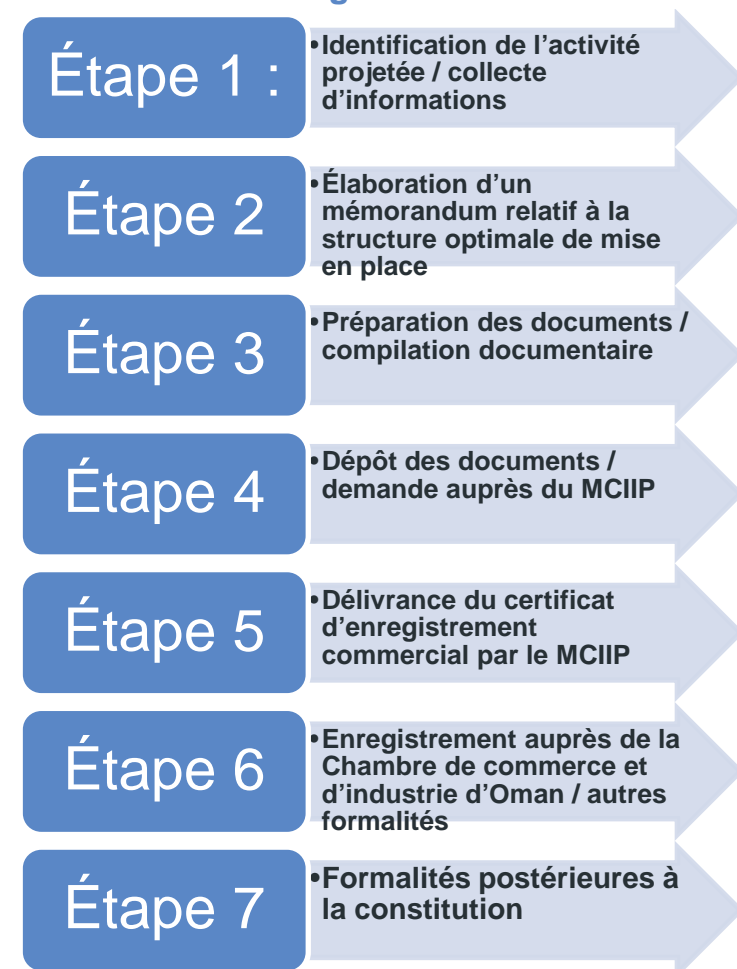 Étape 1 :
•Identification de l’activité
projetée / collecte
d’informations
Étape 2
•Élaboration d’un
mémorandum relatif à la
structure optimale de mise
en place
Étape 3
•Préparation des documents /
compilation documentaire
Étape 4
•Dépôt des documents /
demande auprès du MCIIP
Étape 5
•Délivrance du certificat
d’enregistrement
commercial par le MCIIP
Étape 6
•Enregistrement auprès de la
Chambre de commerce et
d’industrie d’Oman / autres
formalités
Étape 7
•Formalités postérieures à
la constitution